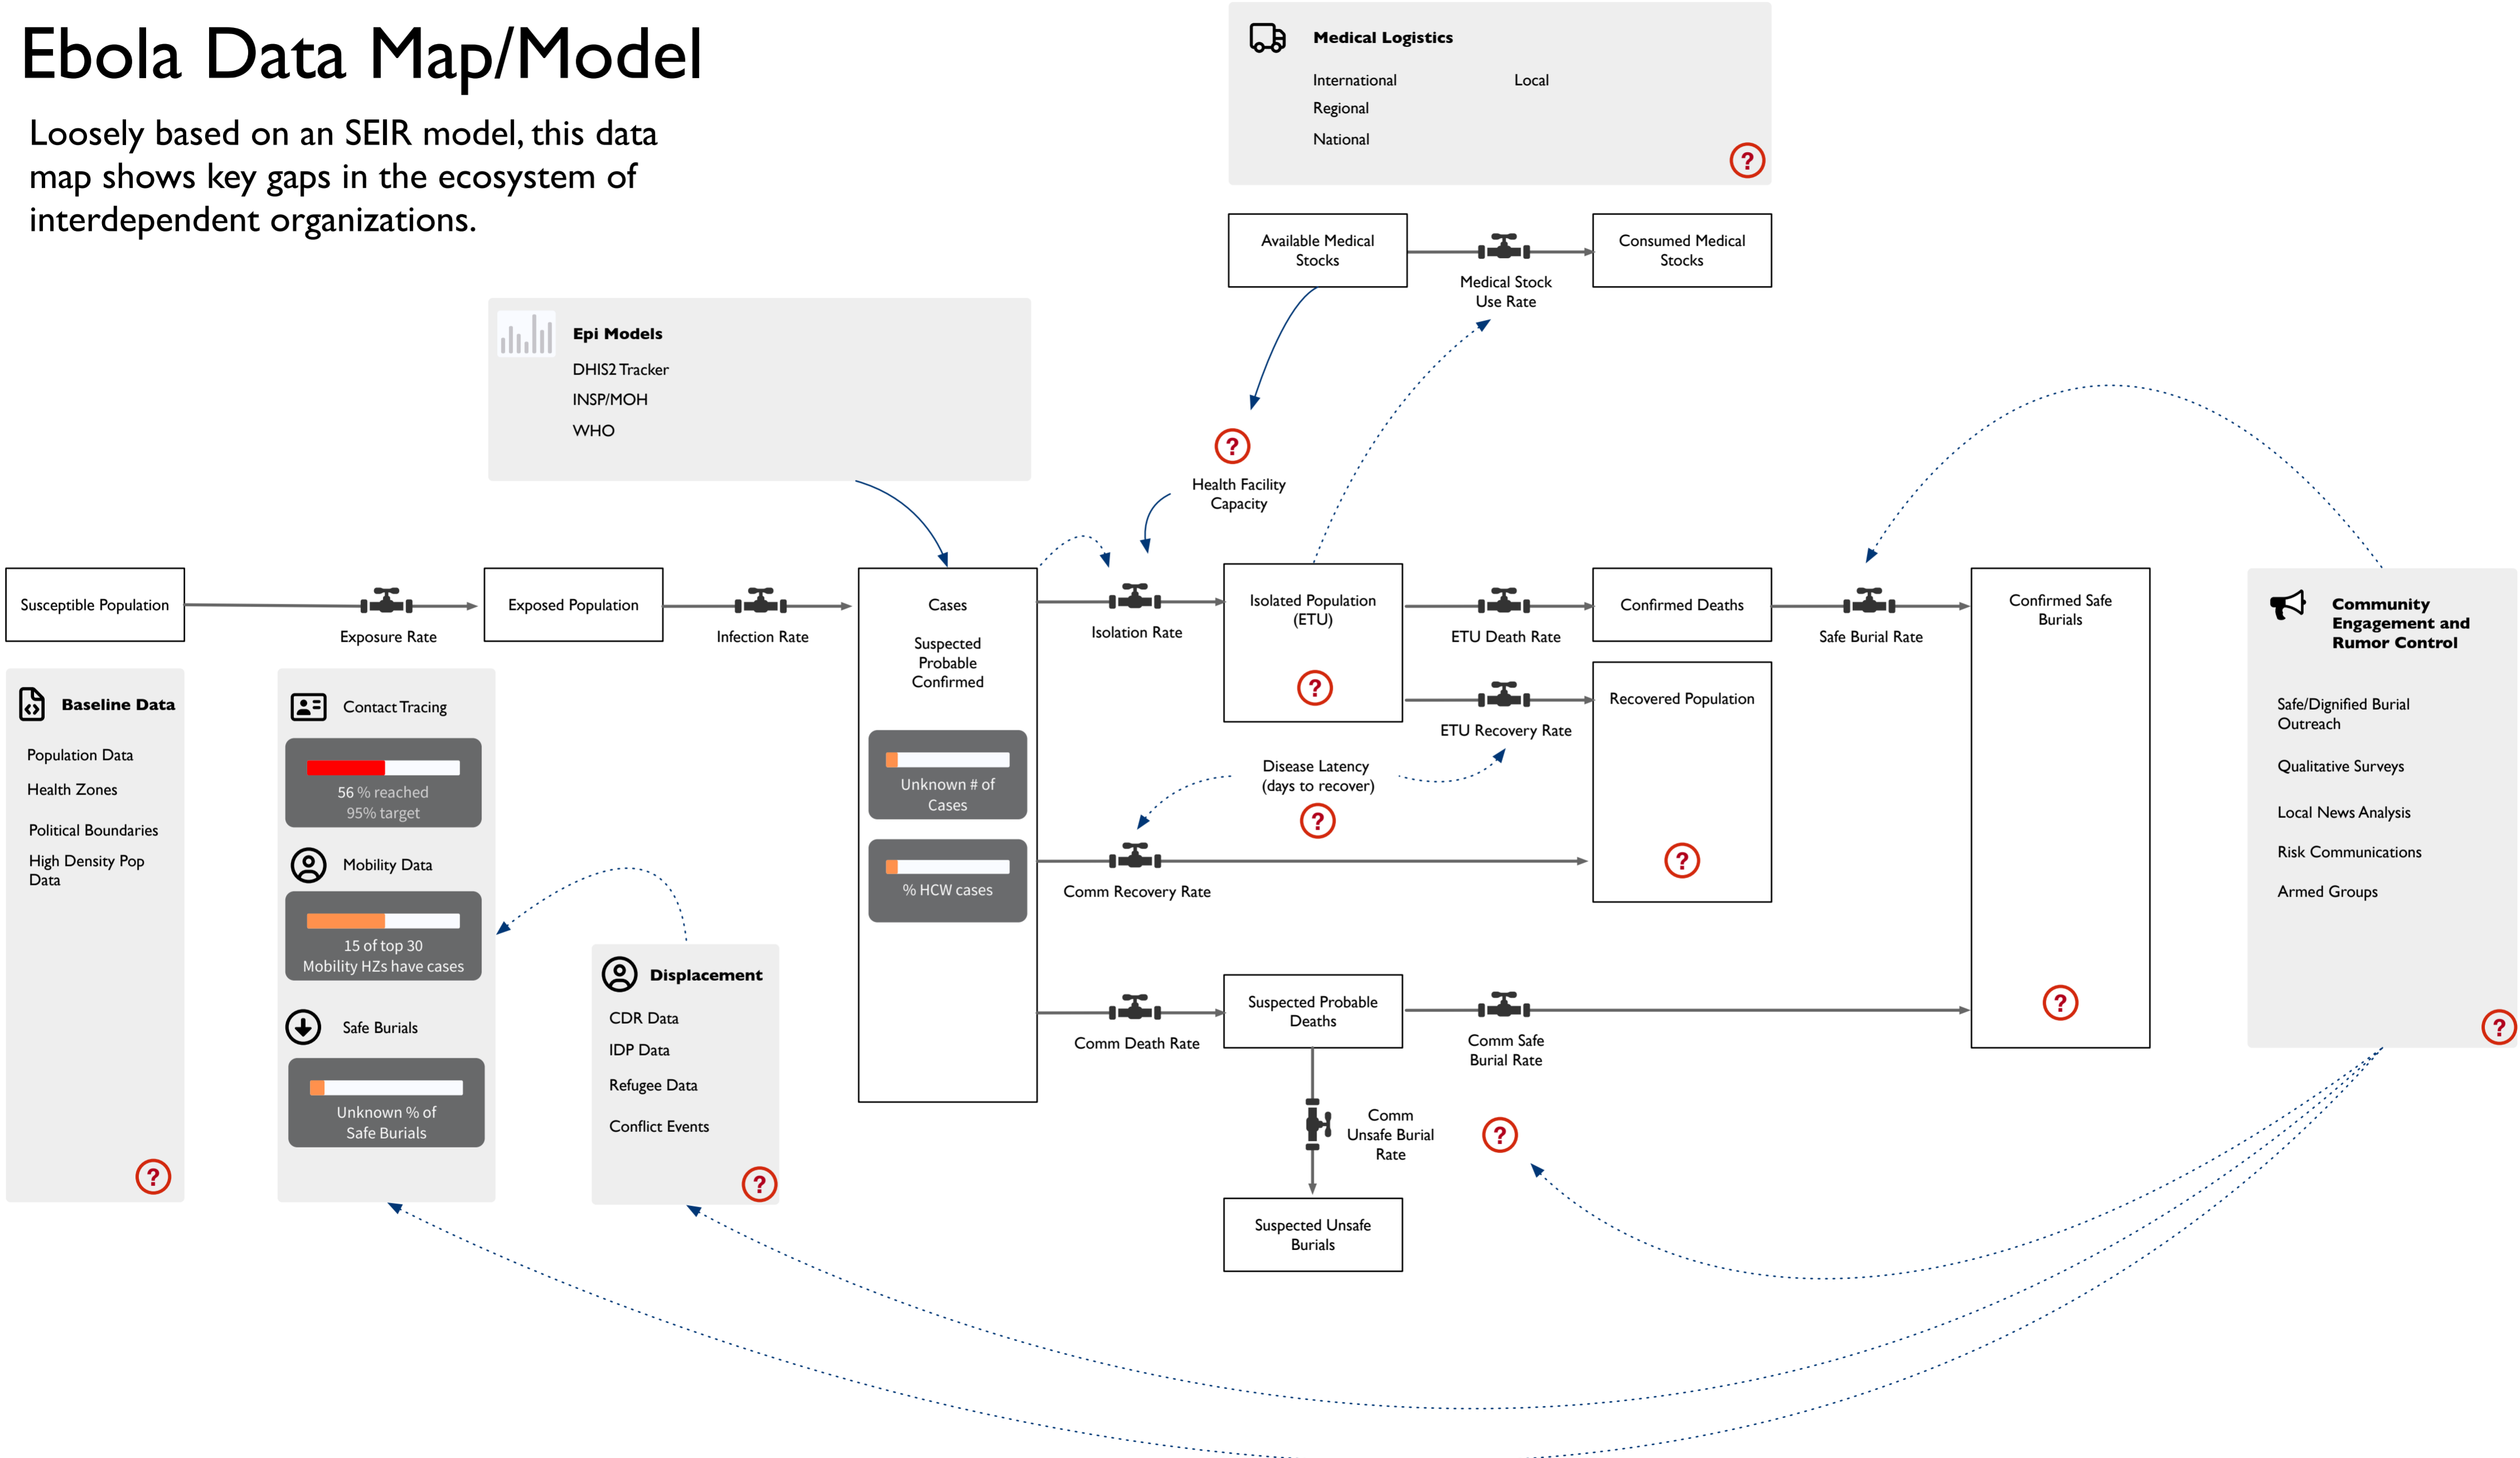 Ebola Data Map/Model
Loosely based on an SEIR model, this data
map shows key gaps in the ecosystem of
interdependent organizations.
Medical Logistics
International
Local
Regional
National
?
Available Medical
Stocks
Medical Stock
Use Rate
Consumed Medical
Stocks
Epi Models
DHIS2 Tracker
INSP/MOH
WHO
?
Health Facility
Capacity
Susceptible Population
Exposure Rate
Exposed Population
Infection Rate
Cases
Suspected
Probable
Confirmed
Unknown # of
Cases
% HCW cases
Isolation Rate
Isolated Population
(ETU)
?
ETU Death Rate
Confirmed Deaths
Safe Burial Rate
Confirmed Safe
Burials
?
ETU Recovery Rate
Recovered Population
?
Disease Latency
(days to recover)
?
Comm Recovery Rate
Comm Death Rate
Suspected Probable
Deaths
Comm Safe
Burial Rate
Comm
Unsafe Burial
Rate
?
Suspected Unsafe
Burials
Baseline Data
Population Data
Health Zones
Political Boundaries
High Density Pop
Data
?
Contact Tracing
56 % reached
95% target
Mobility Data
15 of top 30
Mobility HZs have cases
Safe Burials
Unknown % of
Safe Burials
Displacement
CDR Data
IDP Data
Refugee Data
Conflict Events
?
Community
Engagement and
Rumor Control
Safe/Dignified Burial
Outreach
Qualitative Surveys
Local News Analysis
Risk Communications
Armed Groups
?